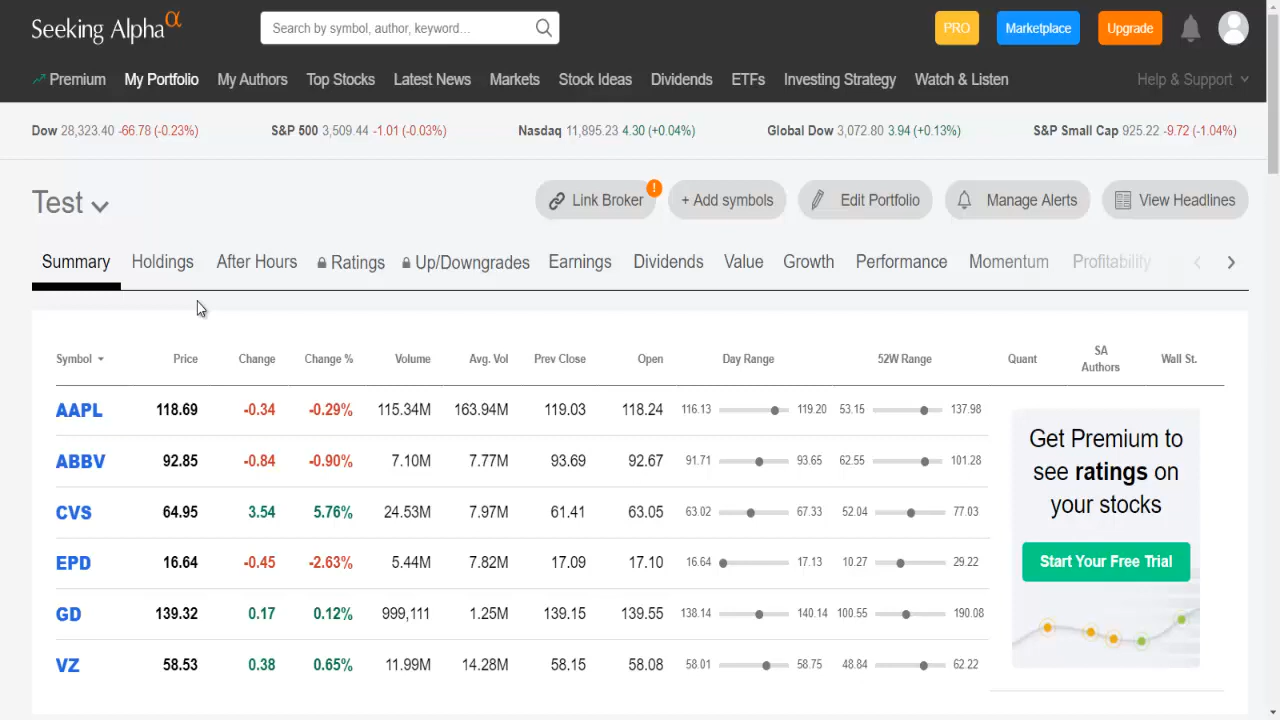 Seeking Alpha α
Search by symbol, author, keyword...
PRO
Marketplace
Upgrade
Premium My Portfolio My Authors Top Stocks Latest News Markets Stock Ideas Dividends ETFs Investing Strategy Watch & Listen Help & Support
Dow 28,323.40 -66.78 (-0.23%) S&P 500 3,509.44 -1.01 (-0.03%) Nasdaq 11,895.23 4.30 (+0.04%) Global Dow 3,072.80 3.94 (+0.13%) S&P Small Cap 925.22 -9.72 (-1.04%)
Test
Link Broker ! + Add symbols Edit Portfolio Manage Alerts View Headlines
Summary Holdings After Hours Ratings Up/Downgrades Earnings Dividends Value Growth Performance Momentum Profitability
Symbol Price Change Change % Volume Avg. Vol Prev Close Open Day Range 52W Range Quant SA Authors Wall St.
AAPL 118.69 -0.34 -0.29% 115.34M 163.94M 119.03 118.24 116.13 119.20 53.15 137.98
ABBV 92.85 -0.84 -0.90% 7.10M 7.77M 93.69 92.67 91.71 93.65 62.55 101.28
CVS 64.95 3.54 5.76% 24.53M 7.97M 61.41 63.05 63.02 67.33 52.04 77.03
EPD 16.64 -0.45 -2.63% 5.44M 7.82M 17.09 17.10 16.64 17.13 10.27 29.22
GD 139.32 0.17 0.12% 999,111 1.25M 139.15 139.55 138.14 140.14 100.55 190.08
VZ 58.53 0.38 0.65% 11.99M 14.28M 58.15 58.08 58.01 58.75 48.84 62.22
Get Premium to
see ratings on
your stocks
Start Your Free Trial